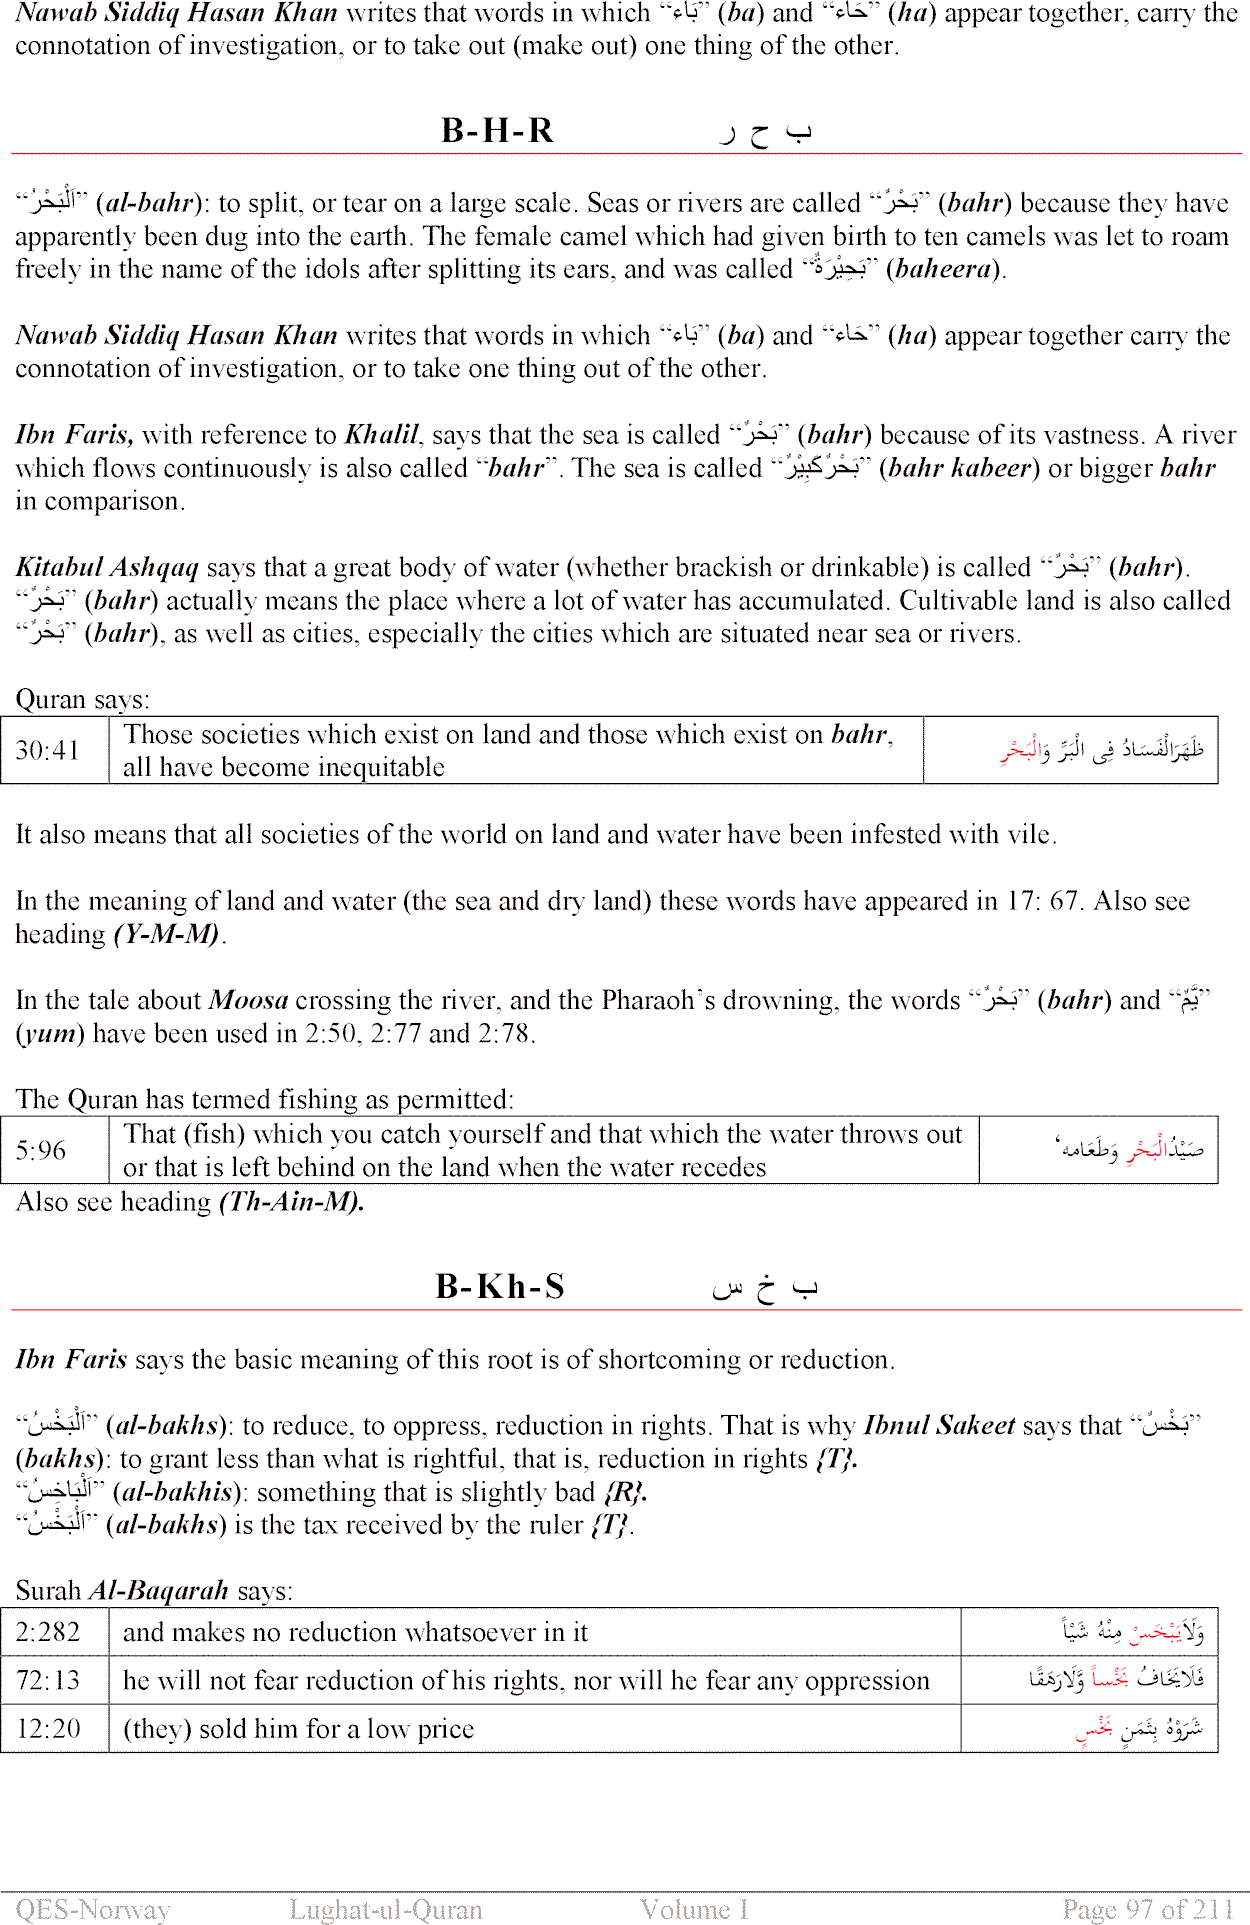 Nawab Siddiq Hasan Khan writes that words in which “بَاء” (ba) and “حَاء” (ha) appear together, carry the
connotation of investigation, or to take out (make out) one thing of the other.
B-H-R ب ح ر
“اَلْبَحْرُ” (al-bahr): to split, or tear on a large scale. Seas or rivers are called “بَحْرٌ” (bahr) because they have
apparently been dug into the earth. The female camel which had given birth to ten camels was let to roam
freely in the name of the idols after splitting its ears, and was called “بَحِيْرَةٌ” (baheera).
Nawab Siddiq Hasan Khan writes that words in which “بَاء” (ba) and “حَاء” (ha) appear together carry the
connotation of investigation, or to take one thing out of the other.
Ibn Faris, with reference to Khalil, says that the sea is called “بَحْرٌ” (bahr) because of its vastness. A river
which flows continuously is also called “bahr”. The sea is called “بَحْرٌكَبِيْرٌ” (bahr kabeer) or bigger bahr
in comparison.
Kitabul Ashqaq says that a great body of water (whether brackish or drinkable) is called “بَحْرٌ” (bahr).
“بَحْرٌ” (bahr) actually means the place where a lot of water has accumulated. Cultivable land is also called
“بَحْرٌ” (bahr), as well as cities, especially the cities which are situated near sea or rivers.
Quran says:
30:41 Those societies which exist on land and those which exist on bahr, ظَهَرَالْفَسَادُ فِى الْبَرِّ وَالْبَحْرِ
all have become inequitable
It also means that all societies of the world on land and water have been infested with vile.
In the meaning of land and water (the sea and dry land) these words have appeared in 17: 67. Also see
heading (Y-M-M).
In the tale about Moosa crossing the river, and the Pharaoh’s drowning, the words “بَحْرٌ” (bahr) and “يَّمٌ”
(yum) have been used in 2:50, 2:77 and 2:78.
The Quran has termed fishing as permitted:
5:96 That (fish) which you catch yourself and that which the water throws out صَيْدُالْبَحْرِ وَطَعَامه‘
or that is left behind on the land when the water recedes
Also see heading (Th-Ain-M).
B-Kh-S ب خ س
Ibn Faris says the basic meaning of this root is of shortcoming or reduction.
“اَلْبَخْسُ” (al-bakhs): to reduce, to oppress, reduction in rights. That is why Ibnul Sakeet says that “بَخْسٌ”
(bakhs): to grant less than what is rightful, that is, reduction in rights {T}.
“اَلْبَاخِسُ” (al-bakhis): something that is slightly bad {R}.
“اَلْبَخْسُ” (al-bakhs) is the tax received by the ruler {T}.
Surah Al-Baqarah says:
2:282 and makes no reduction whatsoever in it وَلَايَبْخَسْ مِنْهُ شَيْاً
72:13 he will not fear reduction of his rights, nor will he fear any oppression فَلَايَخَافُ بَخْساً وَّلَارَهَقًا
12:20 (they) sold him for a low price شَرَوْهُ بِثَمَنٍ بَخْسٍ
QES-Norway Lughat-ul-Quran Volume I Page 97 of 211